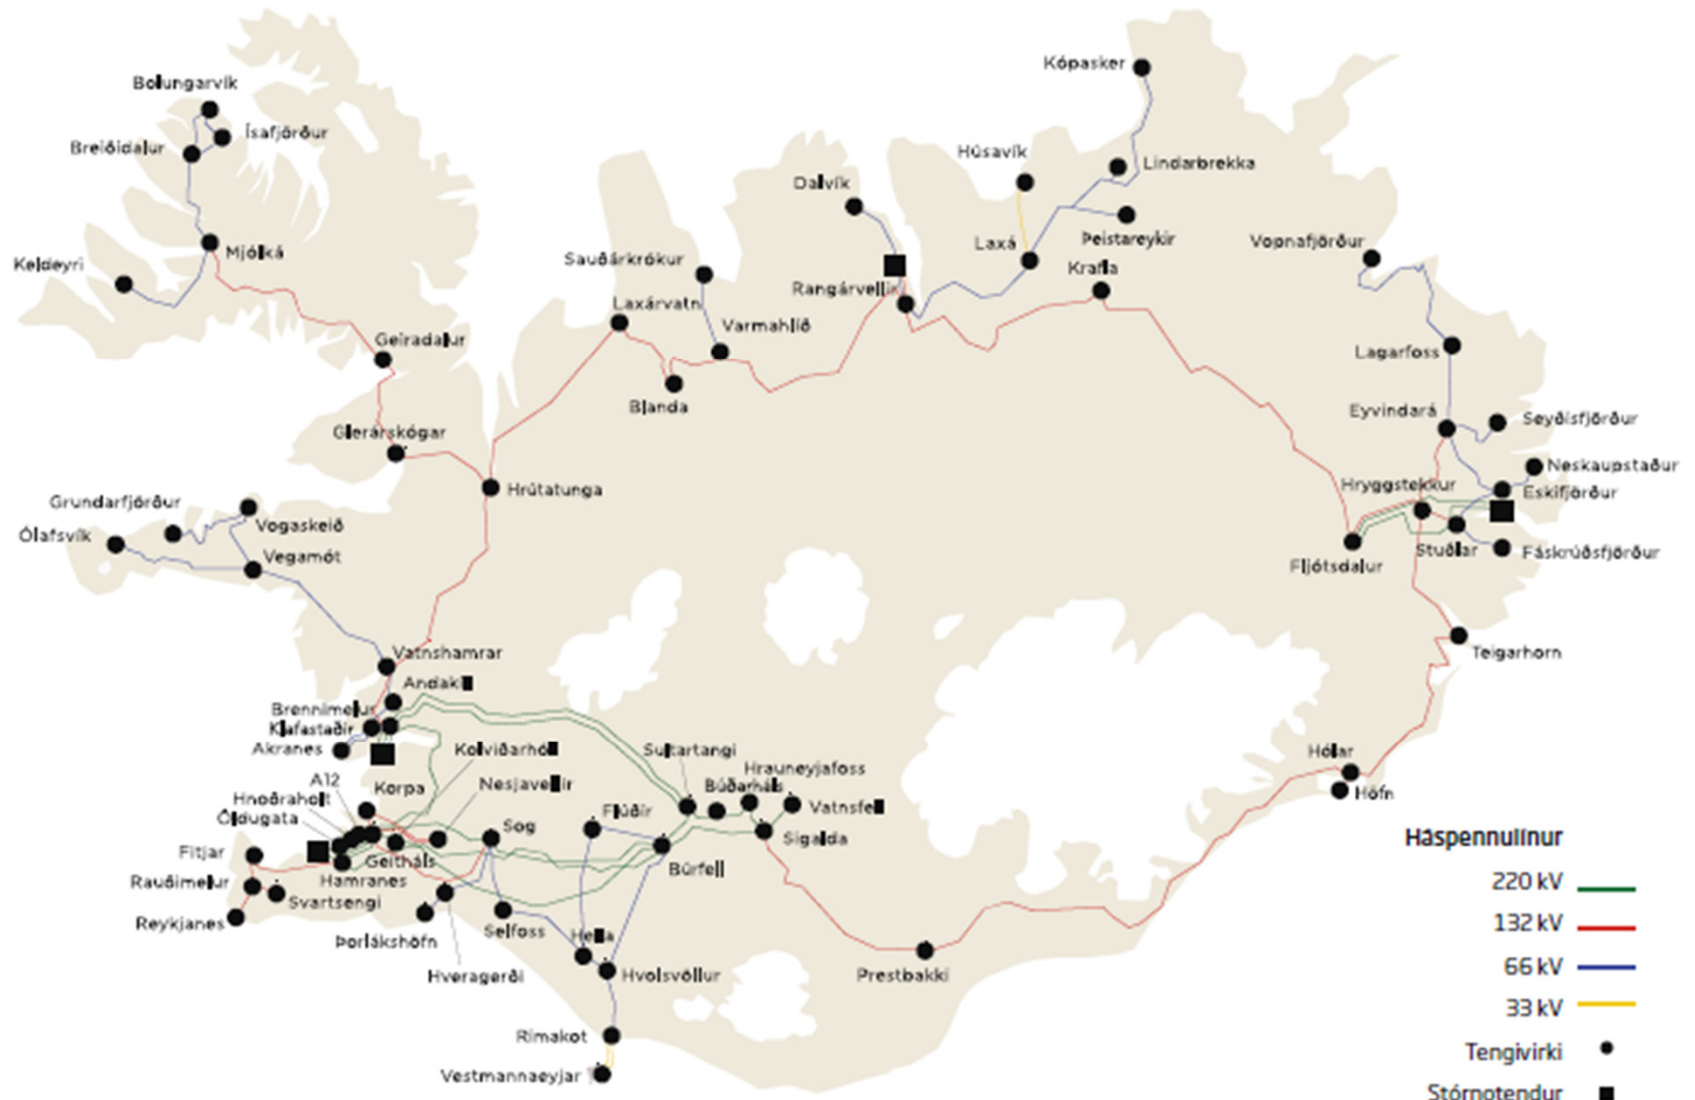 Kópasker
Bolungarvík
Ísafjörður
Breiðidalur
Húsavík
Lindarbrekka
Dalvík
Þeistareykir
Laxá
Vopnafjörður
Mjólká
Keldeyri
Sauðárkrókur
Krafla
Rangárvellir
Laxárvatn
Varmahlíð
Geiradalur
Lagarfoss
Blanda
Eyvindará
Seyðisfjörður
Glerárskógar
Neskaupstaður
Hryggstekkur
Eskifjörður
Hrútatunga
Grundarfjörður
Vogaskeið
Ólafsvík
Vegamót
Stuðlar
Fáskrúðsfjörður
Fljótsdalur
Vatnshamrar
Teigarhorn
Andakíll
Brennimelur
Klafastaðir
Akranes
Kolviðarhóll
Sultartangi
Hólar
Hrauneyjafoss
A12
Korpa
Nesjavellir
Búðarháls
Höfn
Hnoðraholt
Flúðir
Vatnsfell
Öldugata
Sog
Sigalda
Háspennulínur
Fitjar
Geitháls
Búrfell
Rauðimelur
Hamranes
220 kV
Svartsengi
Reykjanes
Selfoss
Hella
132 kV
Þorlákshöfn
Hveragerði
Hvolsvöllur
Prestbakki
66 kV
33 kV
Rimakot
Tengivirki
Vestmannaeyjar
Stórnotendur